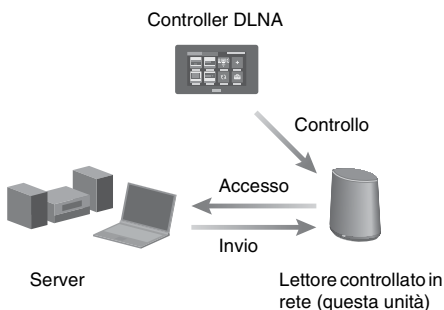 Controller DLNA
Controllo
Accesso
Invio
Server
Lettore controllato in
rete (questa unità)